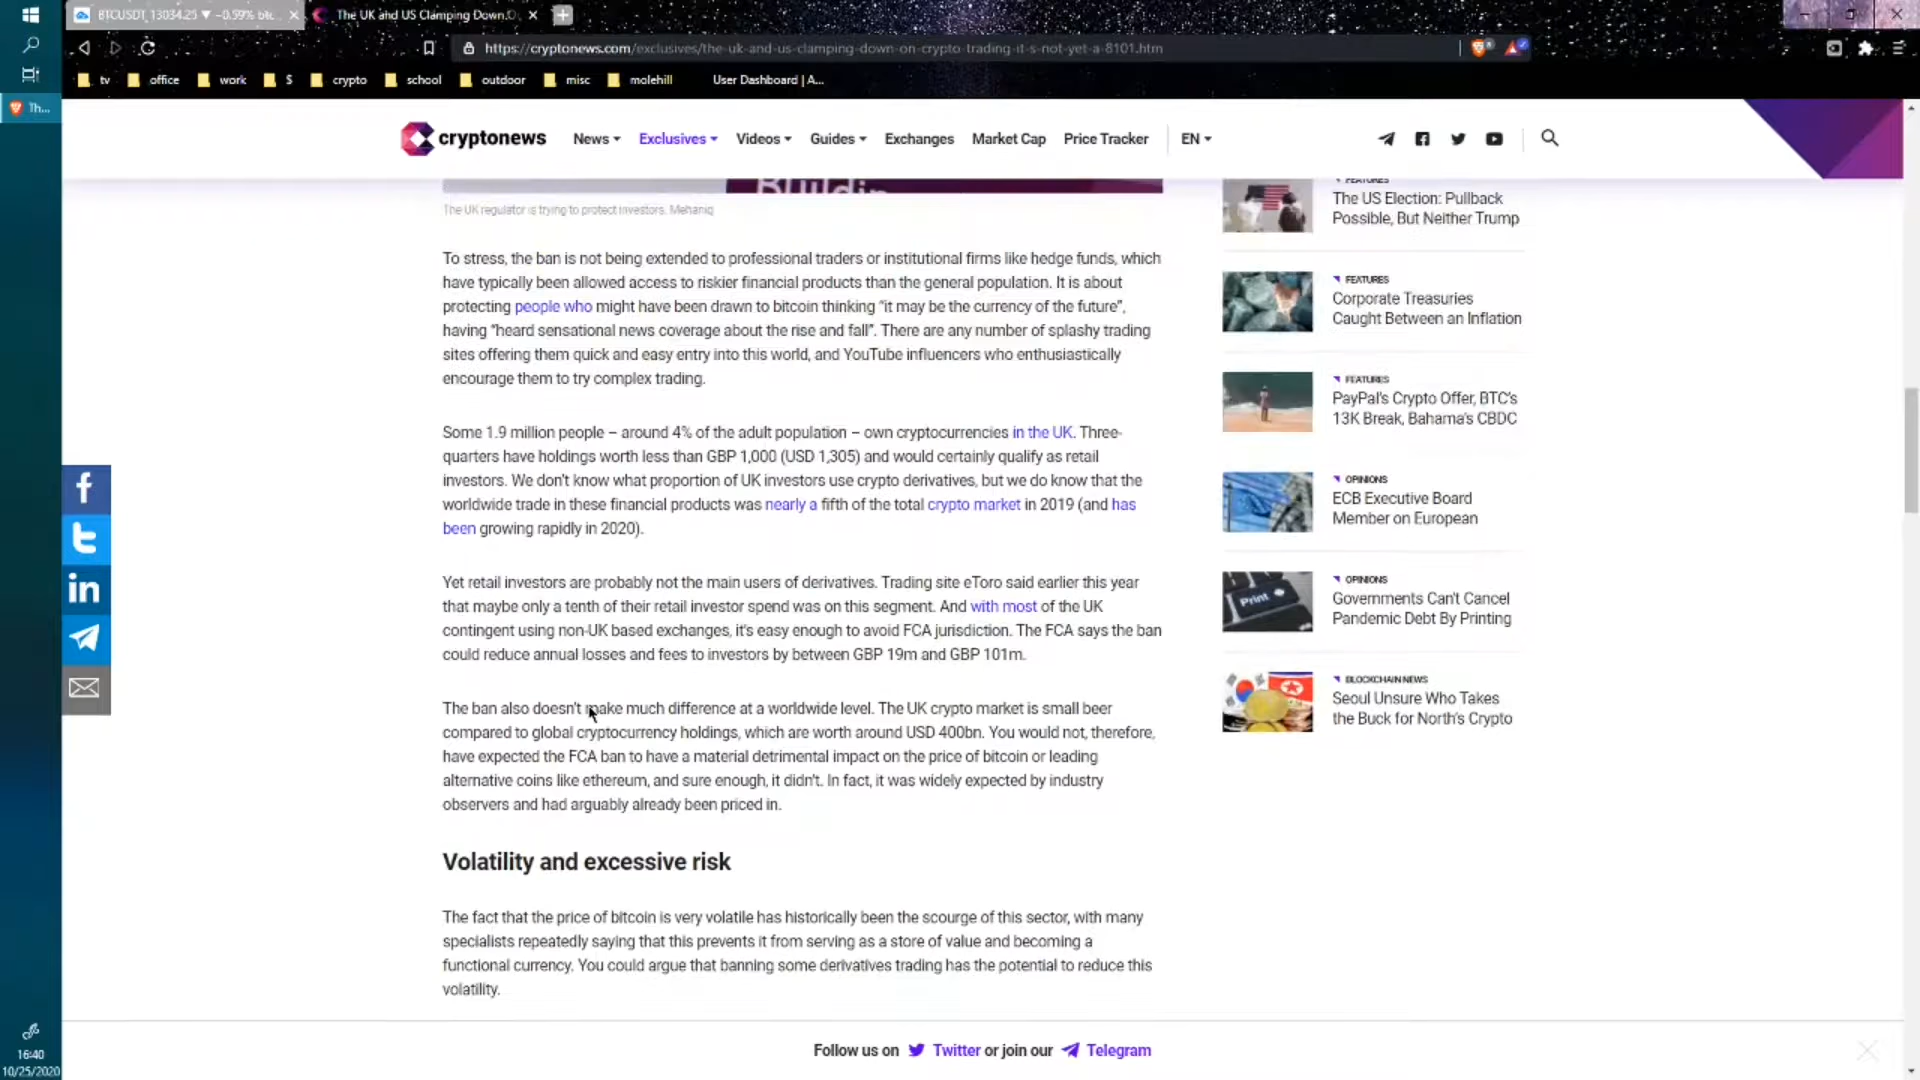 BTCUSDT 13034.25 ▼ −0.59% btc
The UK and US Clamping Down O
Th...
https://cryptonews.com/exclusives/the-uk-and-us-clamping-down-on-crypto-trading-it-s-not-yet-a-8101.htm
tv office work $ crypto school outdoor misc molehill User Dashboard | A...
cryptonews News Exclusives Videos Guides Exchanges Market Cap Price Tracker EN
The UK regulator is trying to protect investors. Mehaniq
To stress, the ban is not being extended to professional traders or institutional firms like hedge funds, which
have typically been allowed access to riskier financial products than the general population. It is about
protecting people who might have been drawn to bitcoin thinking “it may be the currency of the future”,
having “heard sensational news coverage about the rise and fall”. There are any number of splashy trading
sites offering them quick and easy entry into this world, and YouTube influencers who enthusiastically
encourage them to try complex trading.
Some 1.9 million people – around 4% of the adult population – own cryptocurrencies in the UK. Three-
quarters have holdings worth less than GBP 1,000 (USD 1,305) and would certainly qualify as retail
investors. We don't know what proportion of UK investors use crypto derivatives, but we do know that the
worldwide trade in these financial products was nearly a fifth of the total crypto market in 2019 (and has
been growing rapidly in 2020).
Yet retail investors are probably not the main users of derivatives. Trading site eToro said earlier this year
that maybe only a tenth of their retail investor spend was on this segment. And with most of the UK
contingent using non-UK based exchanges, it's easy enough to avoid FCA jurisdiction. The FCA says the ban
could reduce annual losses and fees to investors by between GBP 19m and GBP 101m.
The ban also doesn't make much difference at a worldwide level. The UK crypto market is small beer
compared to global cryptocurrency holdings, which are worth around USD 400bn. You would not, therefore,
have expected the FCA ban to have a material detrimental impact on the price of bitcoin or leading
alternative coins like ethereum, and sure enough, it didn't. In fact, it was widely expected by industry
observers and had arguably already been priced in.
Volatility and excessive risk
The fact that the price of bitcoin is very volatile has historically been the scourge of this sector, with many
specialists repeatedly saying that this prevents it from serving as a store of value and becoming a
functional currency. You could argue that banning some derivatives trading has the potential to reduce this
volatility.
FEATURES
The US Election: Pullback
Possible, But Neither Trump
FEATURES
Corporate Treasuries
Caught Between an Inflation
FEATURES
PayPal's Crypto Offer, BTC's
13K Break, Bahama's CBDC
OPINIONS
ECB Executive Board
Member on European
Print
OPINIONS
Governments Can't Cancel
Pandemic Debt By Printing
BLOCKCHAIN NEWS
Seoul Unsure Who Takes
the Buck for North's Crypto
Follow us on Twitter or join our Telegram
16:40
10/25/2020